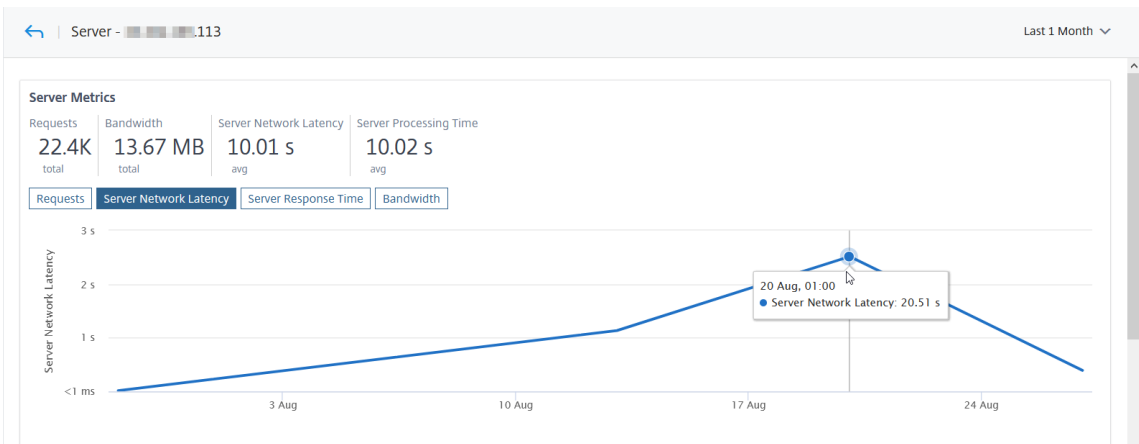 Server - .113
Last 1 Month
Server Metrics
Requests Bandwidth Server Network Latency Server Processing Time
22.4K 13.67 MB 10.01 s 10.02 s
total total avg avg
Requests Server Network Latency Server Response Time Bandwidth
Server Network Latency
3 s
2 s
1 s
<1 ms
20 Aug, 01:00
Server Network Latency: 20.51 s
3 Aug 10 Aug 17 Aug 24 Aug